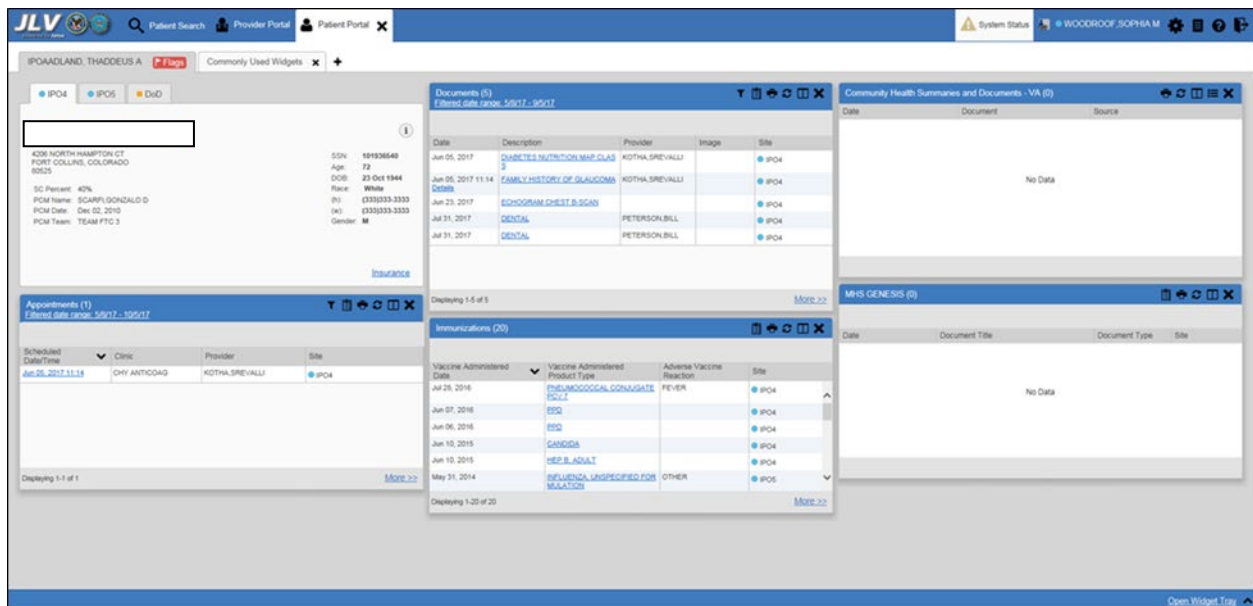 JLV Patient Search Provider Portal Patient Portal System Status WOODROOF,SOPHIA M
IPOAADLAND, THADDEUS A Flags Commonly Used Widgets
IPO4 IPO5 DoD
4206 NORTH HAMPTON CT
FORT COLLINS, COLORADO
80525
SC Percent: 40%
PCM Name: SCARFI,GONZALO D
PCM Date: Dec 02, 2010
PCM Team: TEAM FTC 3
SSN: 101936640
Age: 72
DOB: 23 Oct 1944
Race: White
(h): (333)333-3333
(w): (333)333-3333
Gender: M
Insurance
Appointments (1)
Filtered date range: 5/9/17 - 10/5/17
Scheduled Date/Time Clinic Provider Site
Jun 05, 2017 11:14 CHY ANTICOAG KOTHA,SREVALLI IPO4
Displaying 1-1 of 1 More >>
Documents (5)
Filtered date range: 5/9/17 - 9/5/17
Date Description Provider Image Site
Jun 05, 2017 DIABETES NUTRITION MAP CLAS KOTHA,SREVALLI IPO4
S
Jun 05, 2017 11:14 FAMILY HISTORY OF GLAUCOMA KOTHA,SREVALLI IPO4
Details
Jun 23, 2017 ECHOGRAM CHEST B-SCAN IPO4
Jul 31, 2017 DENTAL PETERSON,BILL IPO4
Jul 31, 2017 DENTAL PETERSON,BILL IPO4
Displaying 1-5 of 5 More >>
Immunizations (20)
Vaccine Administered Date Vaccine Administered Product Type Adverse Vaccine Reaction Site
Jul 28, 2016 PNEUMOCOCCAL CONJUGATE FEVER IPO4
PCV 7
Jun 07, 2016 PPD IPO4
Jun 06, 2016 PPD IPO4
Jun 10, 2015 CANDIDA IPO4
Jun 10, 2015 HEP B, ADULT IPO4
May 31, 2014 INFLUENZA, UNSPECIFIED FOR OTHER IPO5
MULATION
Displaying 1-20 of 20 More >>
Community Health Summaries and Documents - VA (0)
Date Document Source
No Data
MHS GENESIS (0)
Date Document Title Document Type Site
No Data
Open Widget Tray